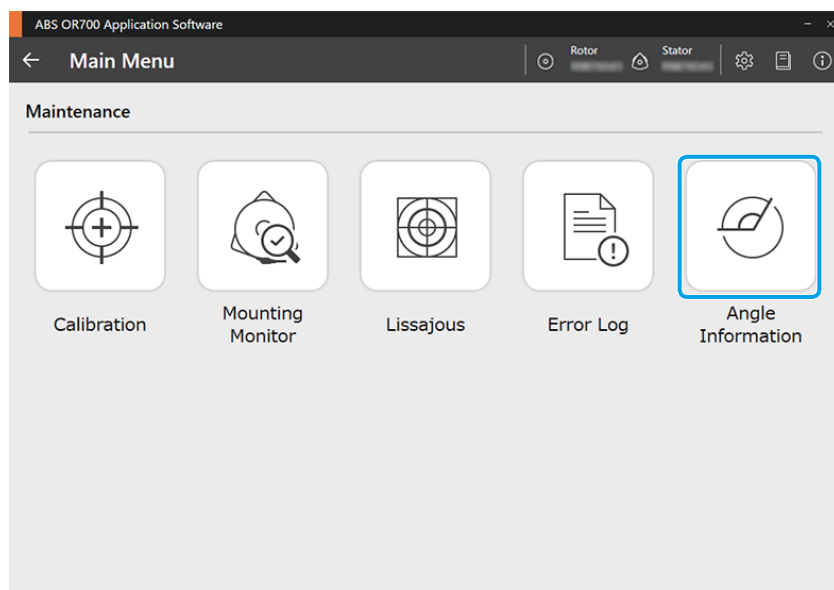 ABS OR700 Application Software
Main Menu
Rotor
Stator
Maintenance
Calibration
Mounting
Monitor
Lissajous
Error Log
Angle
Information